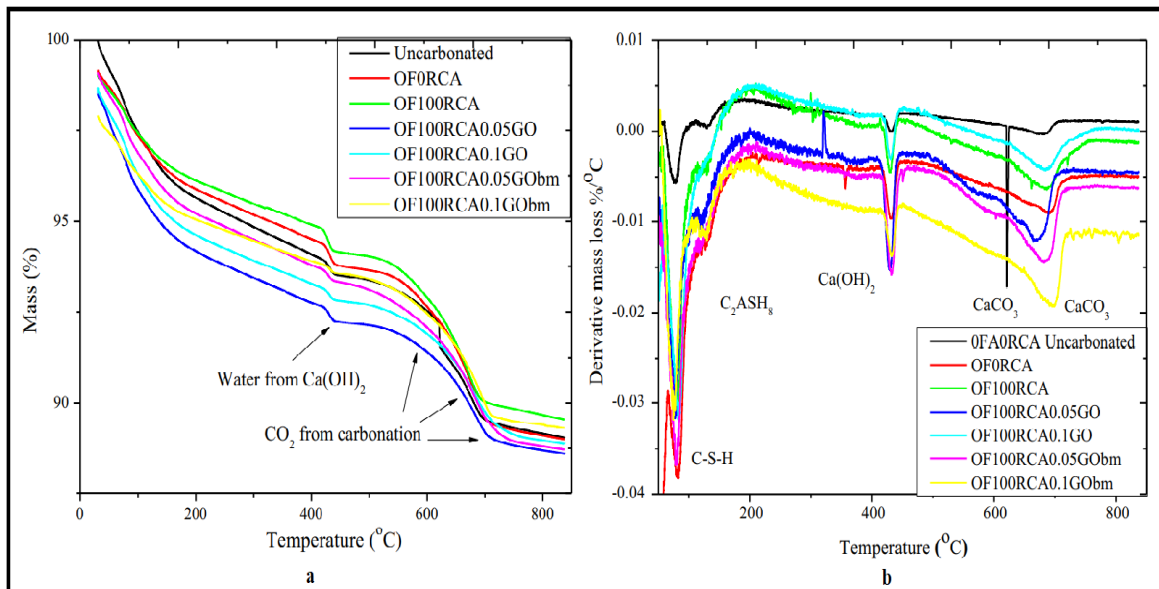 100
95
90
Mass (%)
Uncarbonated
OF0RCA
OF100RCA
OF100RCA0.05GO
OF100RCA0.1GO
OF100RCA0.05GObm
OF100RCA0.1GObm
Water from Ca(OH)₂
CO₂ from carbonation
0 200 400 600 800
Temperature (°C)
a
0.01
0.00
-0.01
-0.02
-0.03
-0.04
Derivative mass loss %/°C
C₂ASH₈
Ca(OH)₂
CaCO₃
CaCO₃
C-S-H
0FA0RCA Uncarbonated
OF0RCA
OF100RCA
OF100RCA0.05GO
OF100RCA0.1GO
OF100RCA0.05GObm
OF100RCA0.1GObm
200 400 600 800
Temperature (°C)
b